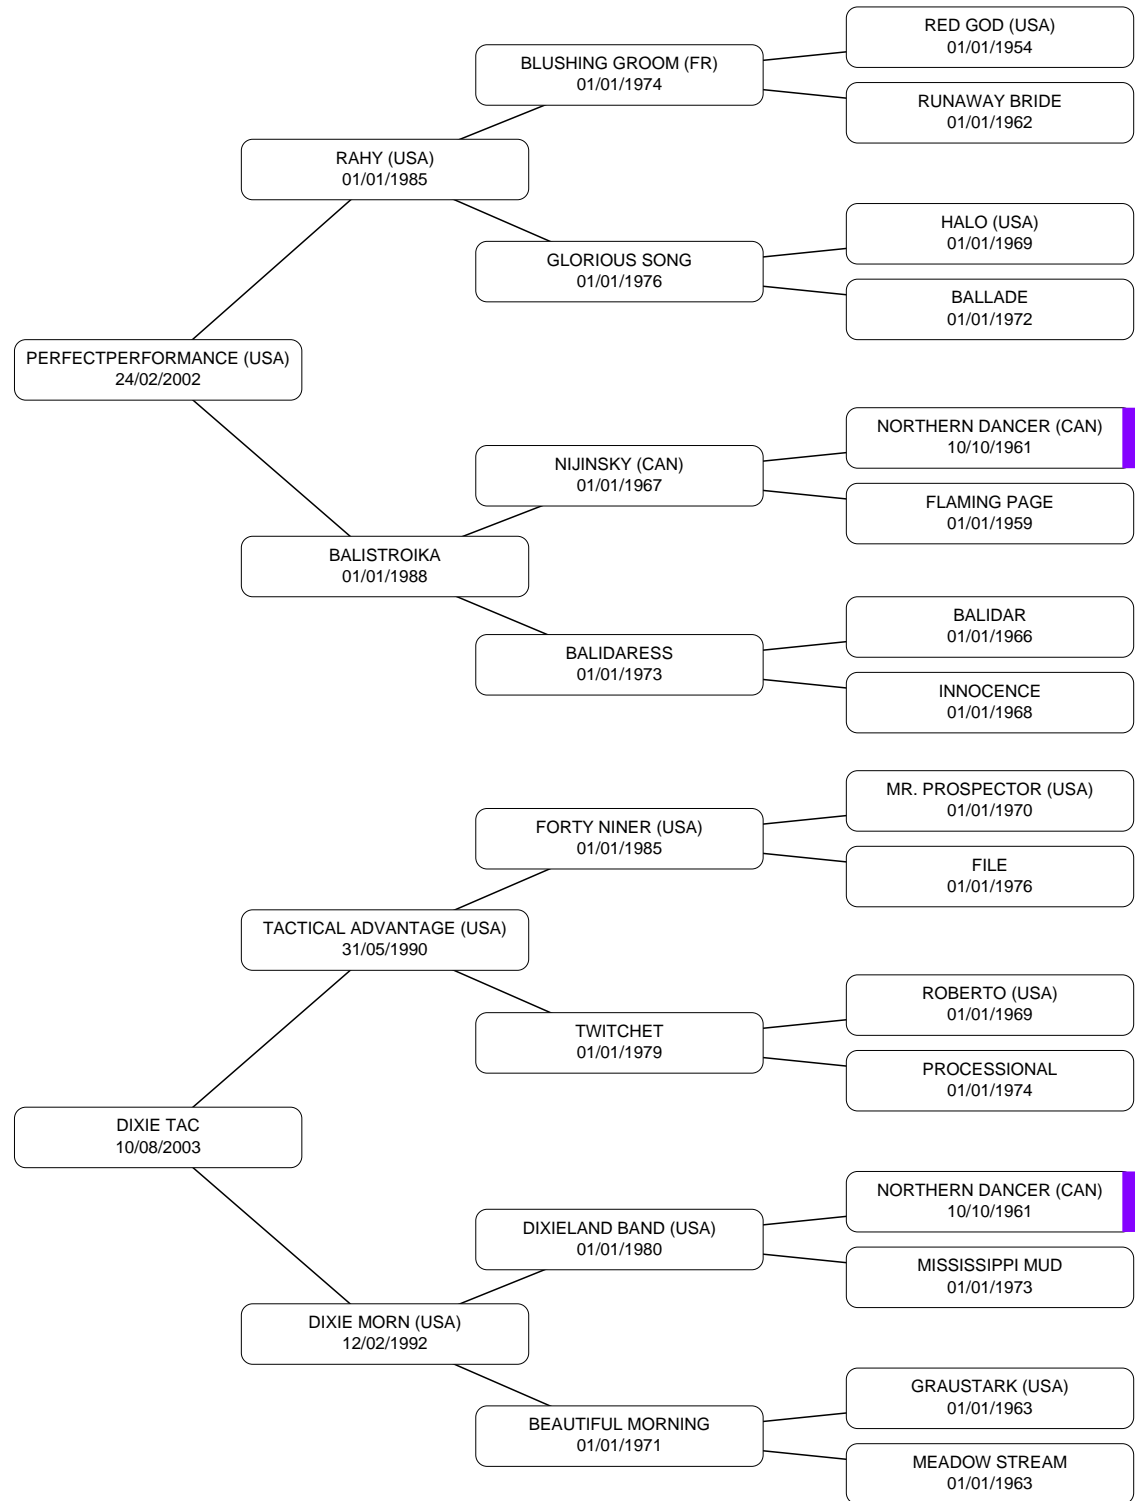 RED GOD (USA)
01/01/1954
BLUSHING GROOM (FR)
01/01/1974
RUNAWAY BRIDE
01/01/1962
RAHY (USA)
01/01/1985
HALO (USA)
01/01/1969
GLORIOUS SONG
01/01/1976
BALLADE
01/01/1972
PERFECTPERFORMANCE (USA)
24/02/2002
NORTHERN DANCER (CAN)
10/10/1961
NIJINSKY (CAN)
01/01/1967
FLAMING PAGE
01/01/1959
BALISTROIKA
01/01/1988
BALIDAR
01/01/1966
BALIDARESS
01/01/1973
INNOCENCE
01/01/1968
MR. PROSPECTOR (USA)
01/01/1970
FORTY NINER (USA)
01/01/1985
FILE
01/01/1976
TACTICAL ADVANTAGE (USA)
31/05/1990
ROBERTO (USA)
01/01/1969
TWITCHET
01/01/1979
PROCESSIONAL
01/01/1974
DIXIE TAC
10/08/2003
NORTHERN DANCER (CAN)
10/10/1961
DIXIELAND BAND (USA)
01/01/1980
MISSISSIPPI MUD
01/01/1973
DIXIE MORN (USA)
12/02/1992
GRAUSTARK (USA)
01/01/1963
BEAUTIFUL MORNING
01/01/1971
MEADOW STREAM
01/01/1963